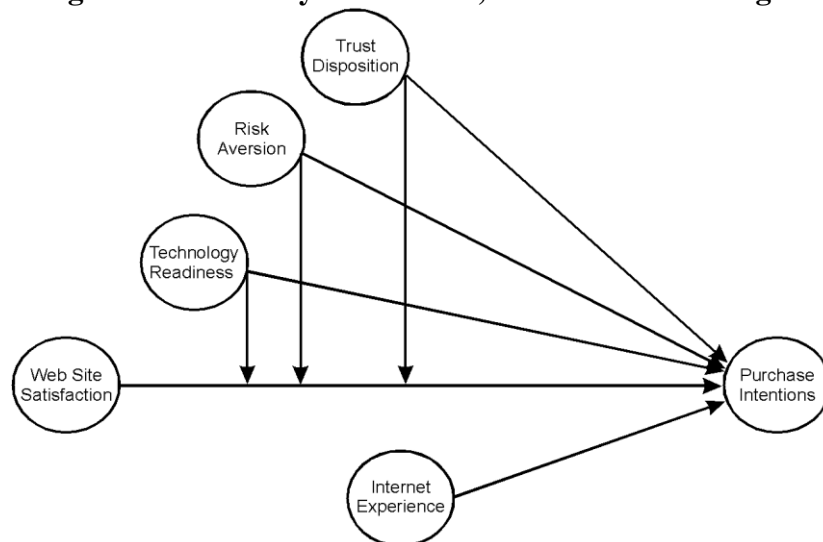 Trust
Disposition
Risk
Aversion
Technology
Readiness
Web Site
Satisfaction
Purchase
Intentions
Internet
Experience